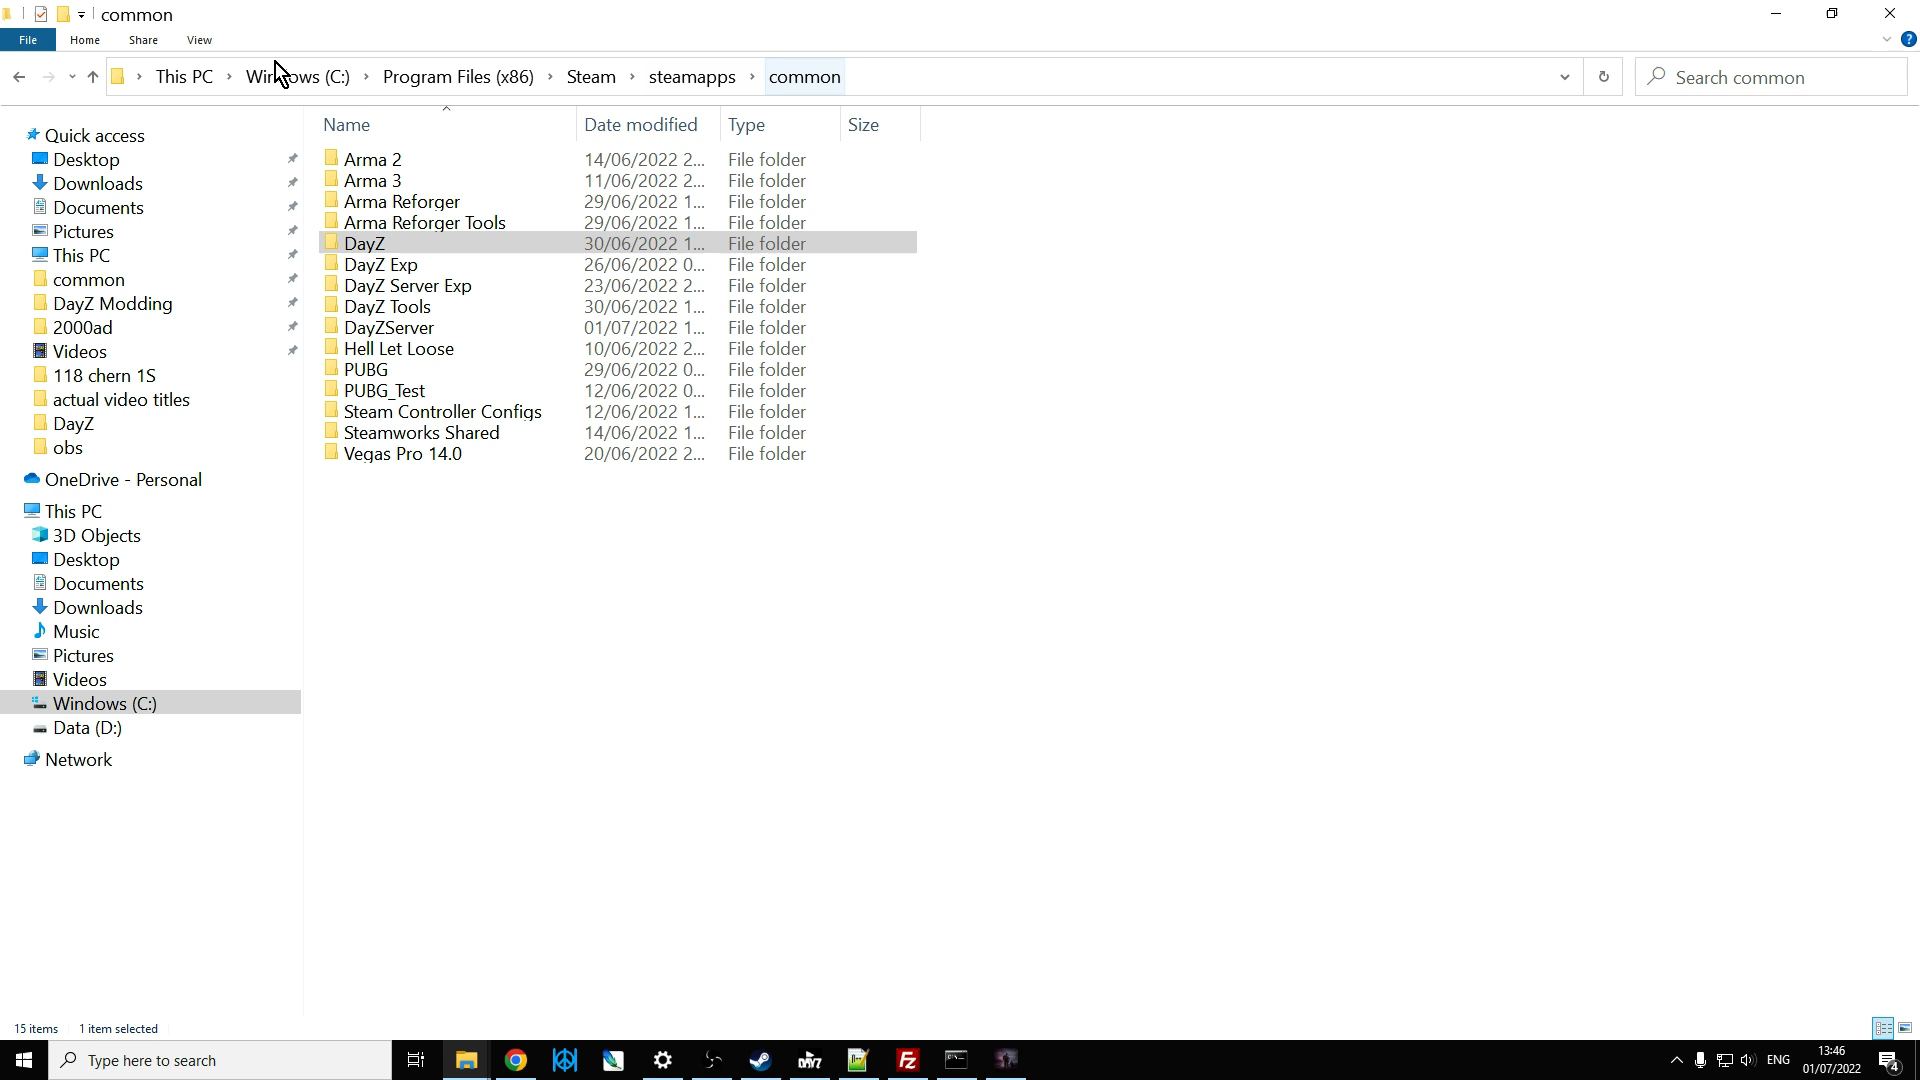 common
File Home Share View
This PC Windows (C:) Program Files (x86) Steam steamapps common
Search common
Name Date modified Type Size
Quick access
Desktop
Downloads
Documents
Pictures
This PC
common
DayZ Modding
2000ad
Videos
118 chern 1S
actual video titles
DayZ
obs
OneDrive - Personal
This PC
3D Objects
Desktop
Documents
Downloads
Music
Pictures
Videos
Windows (C:)
Data (D:)
Network
Arma 2 14/06/2022 2... File folder
Arma 3 11/06/2022 2... File folder
Arma Reforger 29/06/2022 1... File folder
Arma Reforger Tools 29/06/2022 1... File folder
DayZ 30/06/2022 1... File folder
DayZ Exp 26/06/2022 0... File folder
DayZ Server Exp 23/06/2022 2... File folder
DayZ Tools 30/06/2022 1... File folder
DayZServer 01/07/2022 1... File folder
Hell Let Loose 10/06/2022 2... File folder
PUBG 29/06/2022 0... File folder
PUBG_Test 12/06/2022 0... File folder
Steam Controller Configs 12/06/2022 1... File folder
Steamworks Shared 14/06/2022 1... File folder
Vegas Pro 14.0 20/06/2022 2... File folder
15 items 1 item selected
Type here to search
ENG
13:46
01/07/2022
4